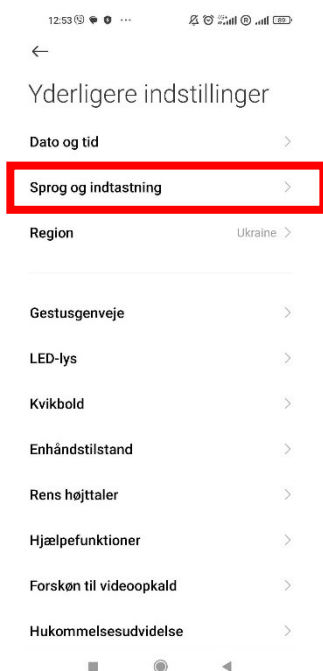 12:53
89
Yderligere indstillinger
Dato og tid
Sprog og indtastning
Region Ukraine
Gestusgenveje
LED-lys
Kvikbold
Enhåndstilstand
Rens højttaler
Hjælpefunktioner
Forskøn til videoopkald
Hukommelsesudvidelse